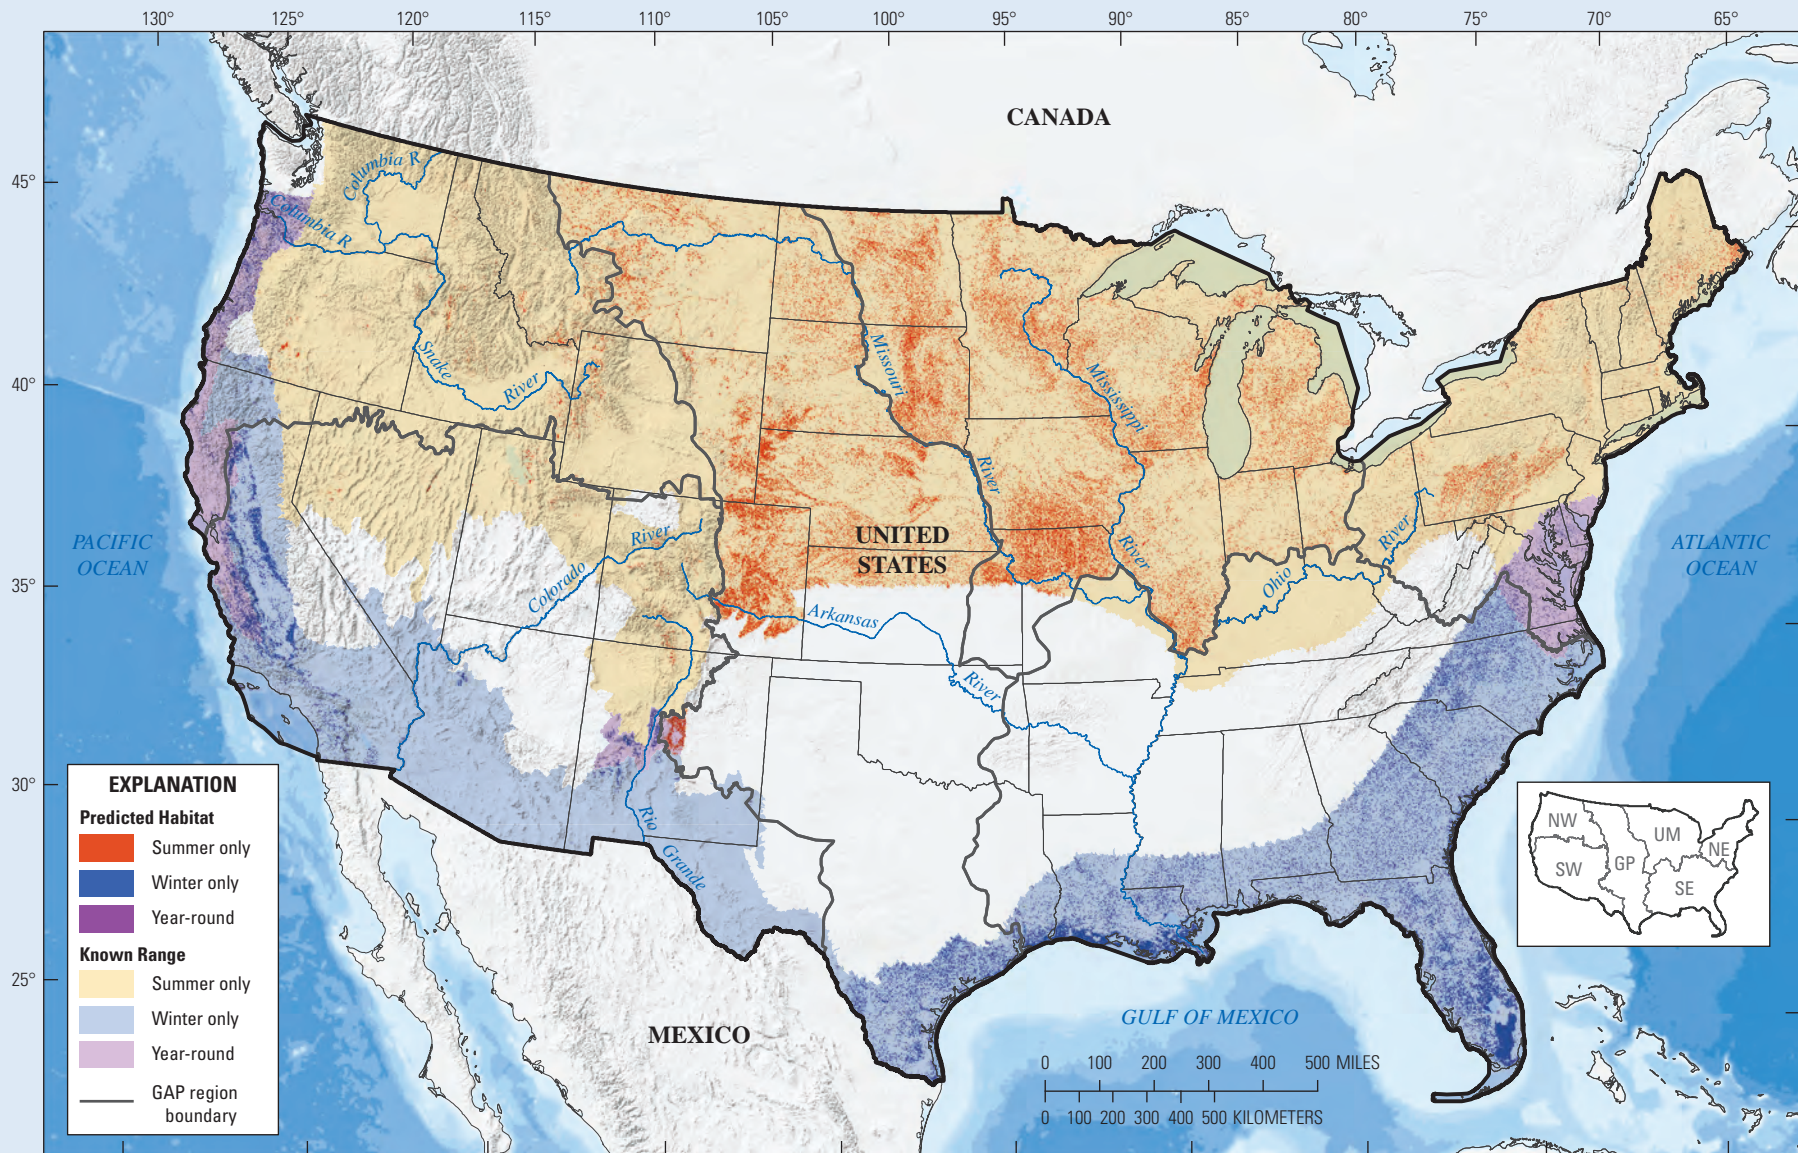 130°
125°
120°
115°
110°
105°
100°
95°
90°
85°
80°
75°
70°
65°
CANADA
45°
40°
35°
30°
25°
Columbia R
Columbia R
Snake
River
Missouri
River
Mississippi
River
UNITED
STATES
PACIFIC
OCEAN
ATLANTIC
OCEAN
Colorado
River
Arkansas
River
Ohio
River
Rio
Grande
MEXICO
GULF OF MEXICO
EXPLANATION
Predicted Habitat
Summer only
Winter only
Year-round
Known Range
Summer only
Winter only
Year-round
GAP region
boundary
NW
UM
NE
GP
SW
SE
0 100 200 300 400 500 MILES
0 100 200 300 400 500 KILOMETERS